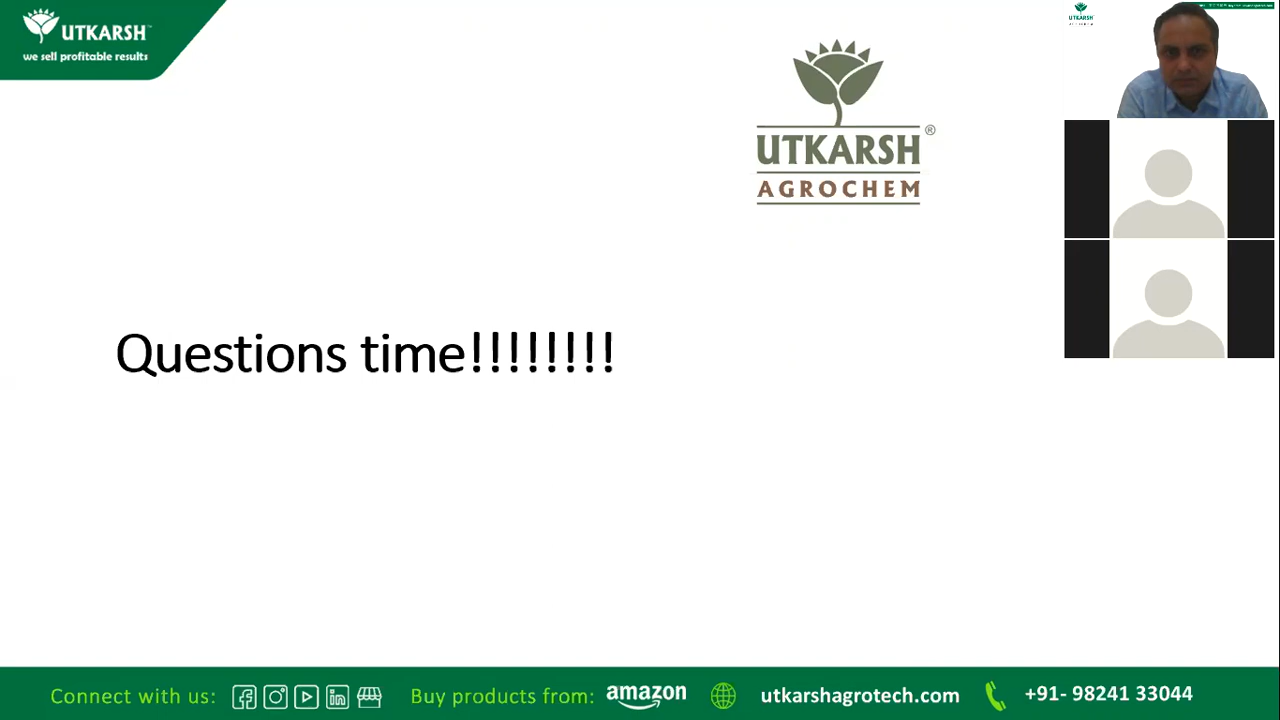 UTKARSH™
we sell profitable results
UTKARSH®
AGROCHEM
Questions time!!!!!!!!
Connect with us:
Buy products from: amazon
utkarshagrotech.com
+91- 98241 33044